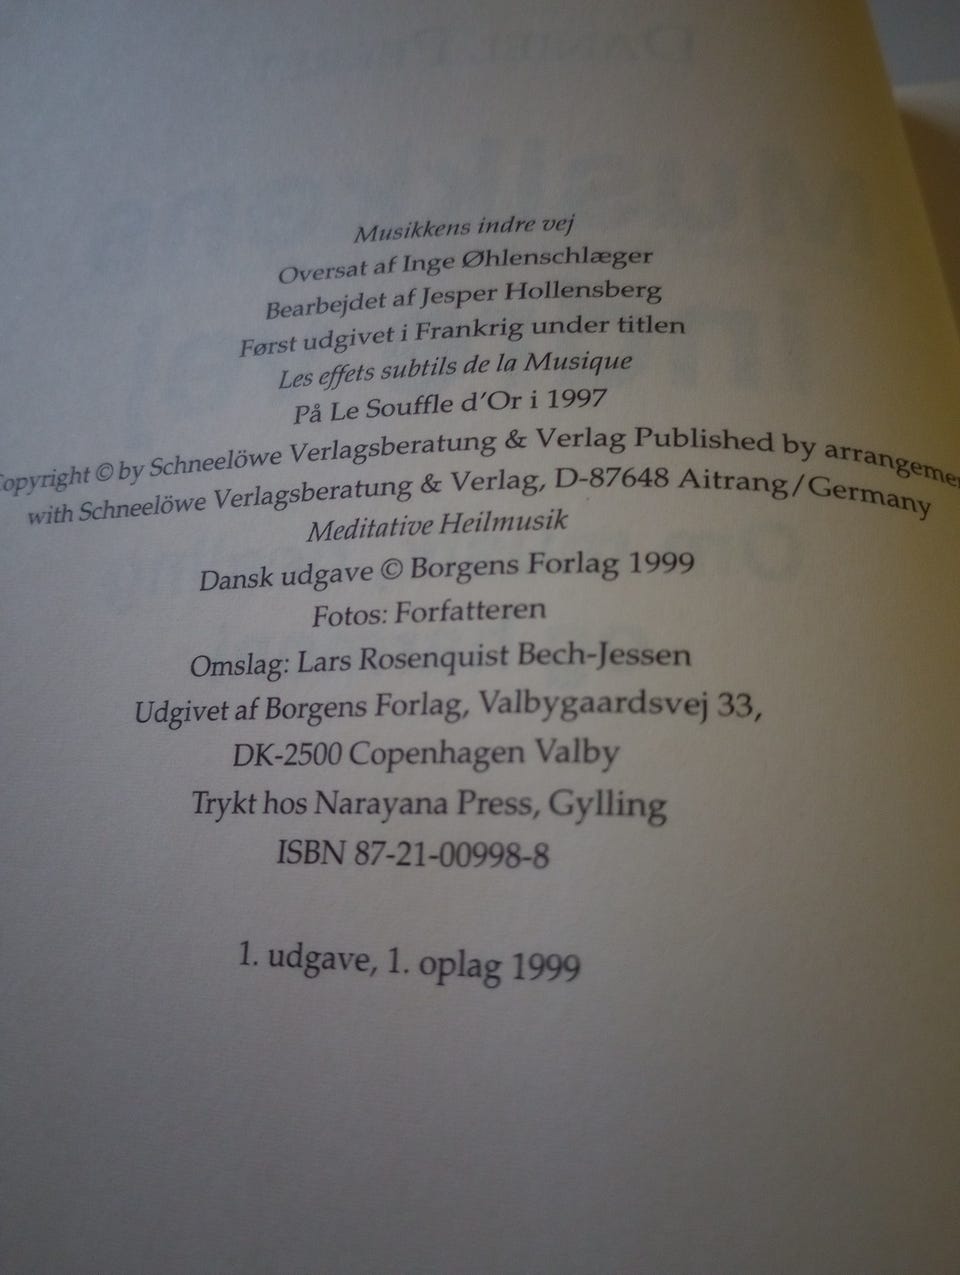 Musikkens indre vej
Oversat af Inge Øhlenschlæger
Bearbejdet af Jesper Hollensberg
Først udgivet i Frankrig under titlen
Les effets subtils de la Musique
På Le Souffle d'Or i 1997
Copyright © by Schneelöwe Verlagsberatung & Verlag Published by arrangement
with Schneelöwe Verlagsberatung & Verlag, D-87648 Aitrang/Germany
Meditative Heilmusik
Dansk udgave © Borgens Forlag 1999
Fotos: Forfatteren
Omslag: Lars Rosenquist Bech-Jessen
Udgivet af Borgens Forlag, Valbygaardsvej 33,
DK-2500 Copenhagen Valby
Trykt hos Narayana Press, Gylling
ISBN 87-21-00998-8
1. udgave, 1. oplag 1999